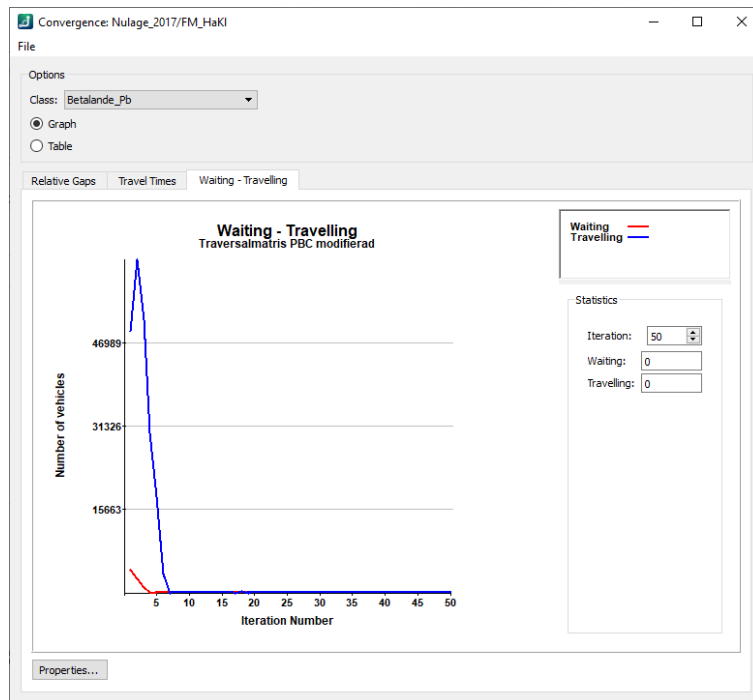 Convergence: Nulage_2017/FM_HaKI
File
Options
Class: Betalande_Pb
Graph
Table
Relative Gaps Travel Times Waiting - Travelling
Waiting - Travelling
Traversalmatris PBC modifierad
Waiting
Travelling
Number of vehicles
46989
31326
15663
5 10 15 20 25 30 35 40 45 50
Iteration Number
Statistics
Iteration: 50
Waiting: 0
Travelling: 0
Properties...